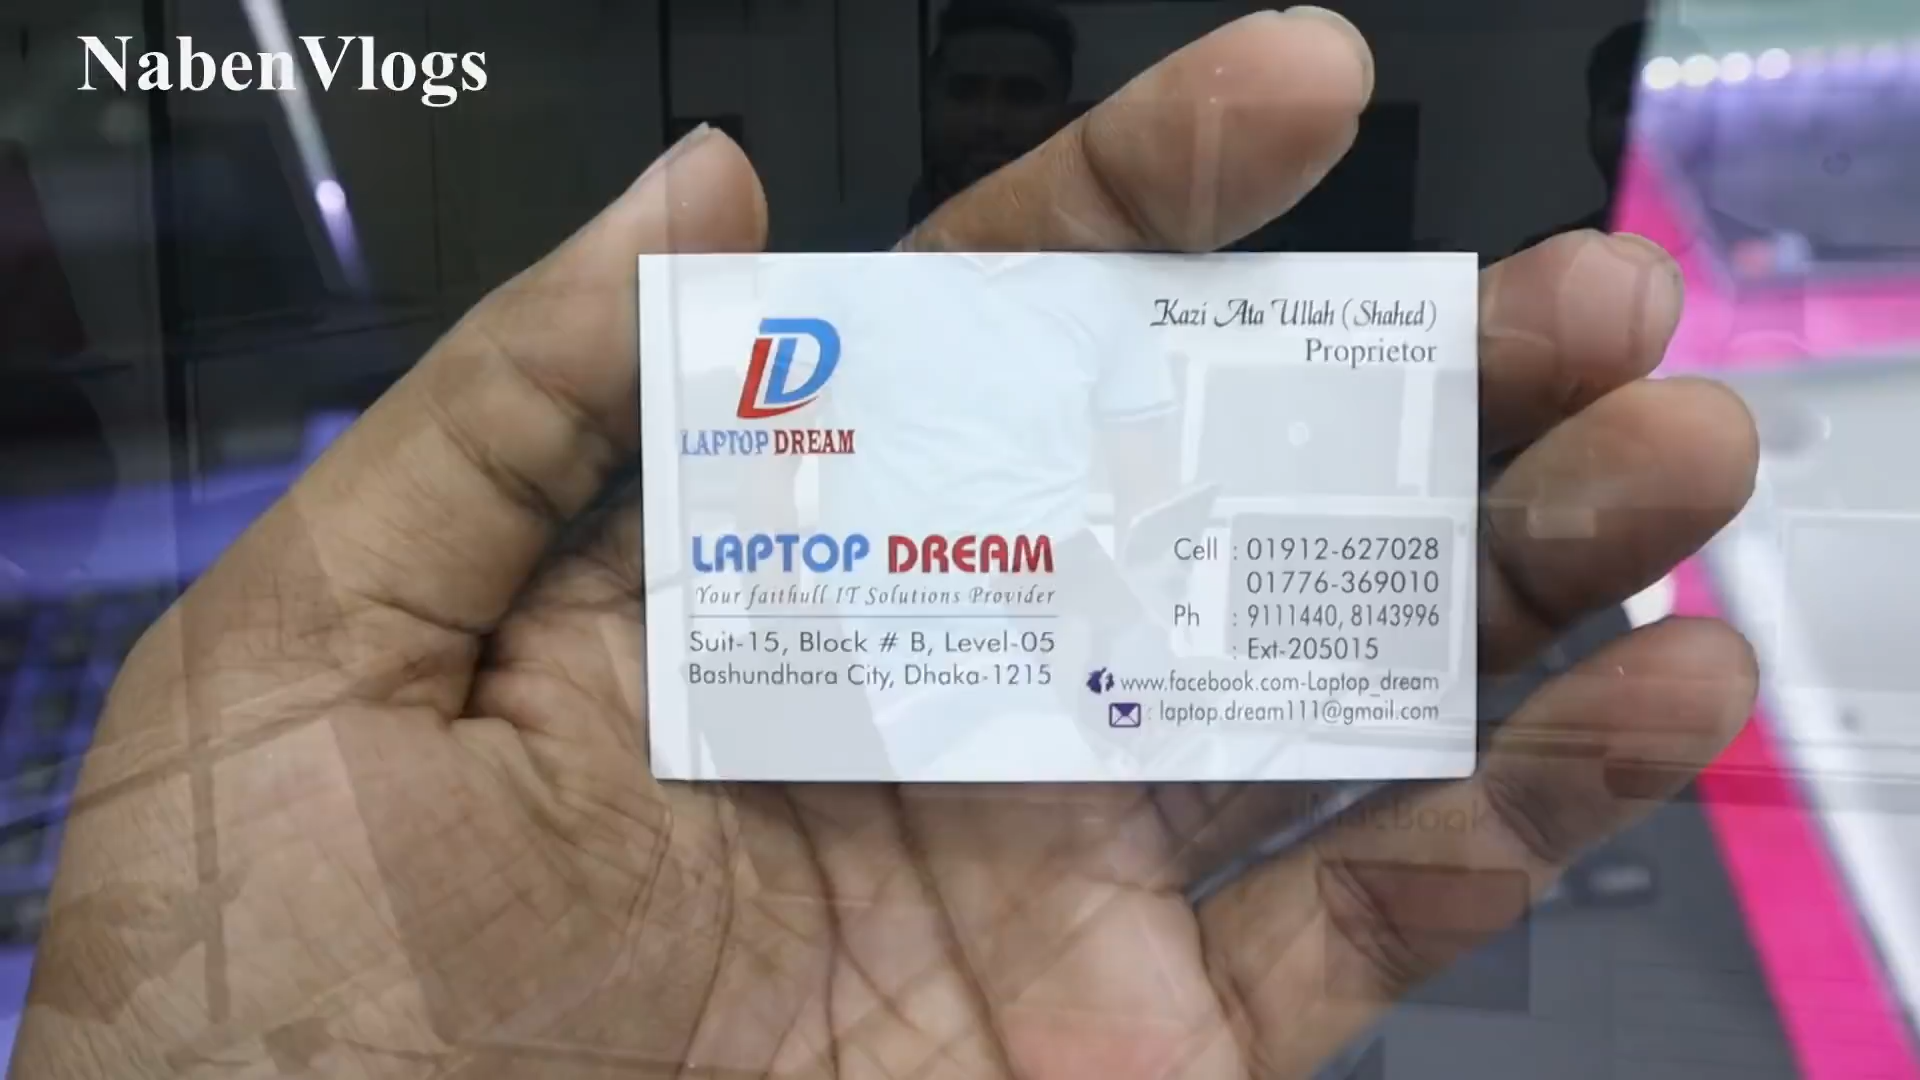 NabenVlogs
Kazi Ata Ullah (Shahed)
Proprietor
LD
LAPTOP DREAM
LAPTOP DREAM
Your faithull IT Solutions Provider
Suit-15, Block # B, Level-05
Bashundhara City, Dhaka-1215
Cell : 01912-627028
01776-369010
Ph : 9111440, 8143996
: Ext-205015
www.facebook.com-Laptop_dream
: laptop.dream111@gmail.com
MacBook